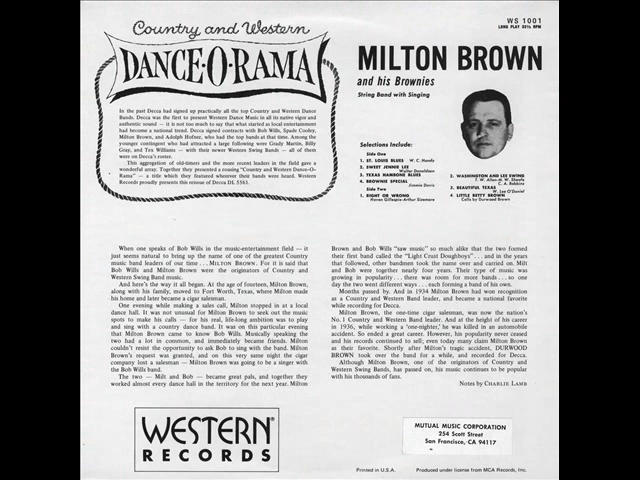 WS 1001
LONG PLAY 33⅓ RPM
Country and Western
DANCE-O-RAMA
In the past Decca had signed up practically all the top Country and Western Dance
Bands. Decca was the first to present Western Dance Music in all its native vigor and
authentic sound — it is not too much to say that what started as local entertainment
had become a national trend. Decca signed contracts with Bob Wills, Spade Cooley,
Milton Brown, and Adolph Hofner, who had the top bands at that time. Among the
younger contingent who had attracted a large following were Grady Martin, Billy
Gray, and Tex Williams — with their newer Western Swing Bands — all of them
were on Decca's roster.
This aggregation of old-timers and the more recent leaders in the field gave a
wonderful array. Together they presented a rousing "Country and Western Dance-O-
Rama" — a title which they featured wherever their bands were heard. Western
Records proudly presents this reissue of Decca DL 5561.
MILTON BROWN
and his Brownies
String Band with Singing
Selections Include:
Side One
1. ST. LOUIS BLUES W. C. Handy
2. SWEET JENNIE LEE
Walter Donaldson
3. TEXAS HAMBONE BLUES
4. BROWNIE SPECIAL
Jimmie Davis
Side Two
1. RIGHT OR WRONG
Haven Gillespie-Arthur Sizemore
2. WASHINGTON AND LEE SWING
T. W. Allen-M. W. Sheafe
C. A. Robbins
3. BEAUTIFUL TEXAS
W. Lee O'Daniel
4. LITTLE BETTY BROWN
Calls by Durwood Brown
When one speaks of Bob Wills in the music-entertainment field — it
just seems natural to bring up the name of one of the greatest Country
music band leaders of our time . . . MILTON BROWN. For it is said that
Bob Wills and Milton Brown were the originators of Country and
Western Swing Band music.
And here's the way it all began. At the age of fourteen, Milton Brown,
along with his family, moved to Fort Worth, Texas, where Milton made
his home and later became a cigar salesman.
One evening while making a sales call, Milton stopped in at a local
dance hall. It was not unusual for Milton Brown to seek out the music
spots to make his calls — for his real, life-long ambition was to play
and sing with a country dance band. It was on this particular evening
that Milton Brown came to know Bob Wills. Musically speaking the
two had a lot in common, and immediately became friends. Milton
couldn't resist the opportunity to ask Bob to sing with the band. Milton
Brown's request was granted, and on this very same night the cigar
company lost a salesman — Milton Brown was going to be a singer with
the Bob Wills band.
The two — Milt and Bob — became great pals, and together they
worked almost every dance hall in the territory for the next year. Milton
Brown and Bob Wills "saw music" so much alike that the two formed
their first band called the "Light Crust Doughboys" . . . and in the years
that followed, other bandmen took the name over and carried on. Milt
and Bob were together nearly four years. Their type of music was
growing in popularity . . . there was room for more bands . . . so one
day the two went different ways . . . each forming a band of his own.
Months passed by. And in 1934 Milton Brown had won recognition
as a Country and Western Band leader, and became a national favorite
while recording for Decca.
Milton Brown, the one-time cigar salesman, was now the nation's
No. 1 Country and Western Band leader. And at the height of his career
in 1936, while working a 'one-nighter,' he was killed in an automobile
accident. So ended a great career. However, his popularity never ceased
and his records continued to sell; even today many claim Milton Brown
as their favorite. Shortly after Milton's tragic accident, DURWOOD
BROWN took over the band for a while, and recorded for Decca.
Although Milton Brown, one of the originators of Country and
Western Swing Bands, has passed on, his music continues to be popular
with his thousands of fans.
Notes by CHARLIE LAMB
WESTERN®
RECORDS
MUTUAL MUSIC CORPORATION
254 Scott Street
San Francisco, CA 94117
Printed in U.S.A.
Produced under license from MCA Records, Inc.